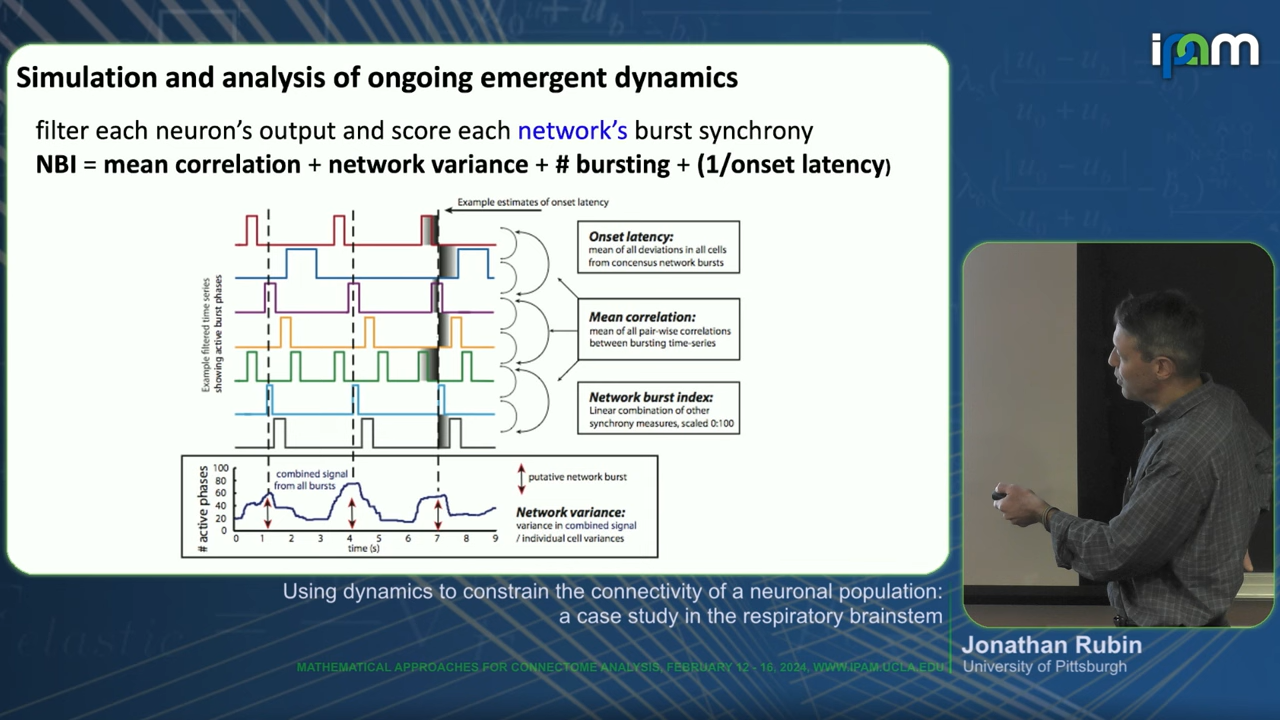 ipam
Simulation and analysis of ongoing emergent dynamics
filter each neuron's output and score each network's burst synchrony
NBI = mean correlation + network variance + # bursting + (1/onset latency)
Example estimates of onset latency
Example filtered time series
showing active burst phases
Onset latency:
mean of all deviations in all cells
from concensus network bursts
Mean correlation:
mean of all pair-wise correlations
between bursting time-series
Network burst index:
Linear combination of other
synchrony measures, scaled 0:100
# active phases
100
80
60
40
20
0
combined signal
from all bursts
putative network burst
Network variance:
variance in combined signal
/ individual cell variances
0 1 2 3 4 5 6 7 8 9
time (s)
Using dynamics to constrain the connectivity of a neuronal population:
a case study in the respiratory brainstem
Jonathan Rubin
University of Pittsburgh
MATHEMATICAL APPROACHES FOR CONNECTOME ANALYSIS, FEBRUARY 12 - 16, 2024, WWW.IPAM.UCLA.EDU
elastic